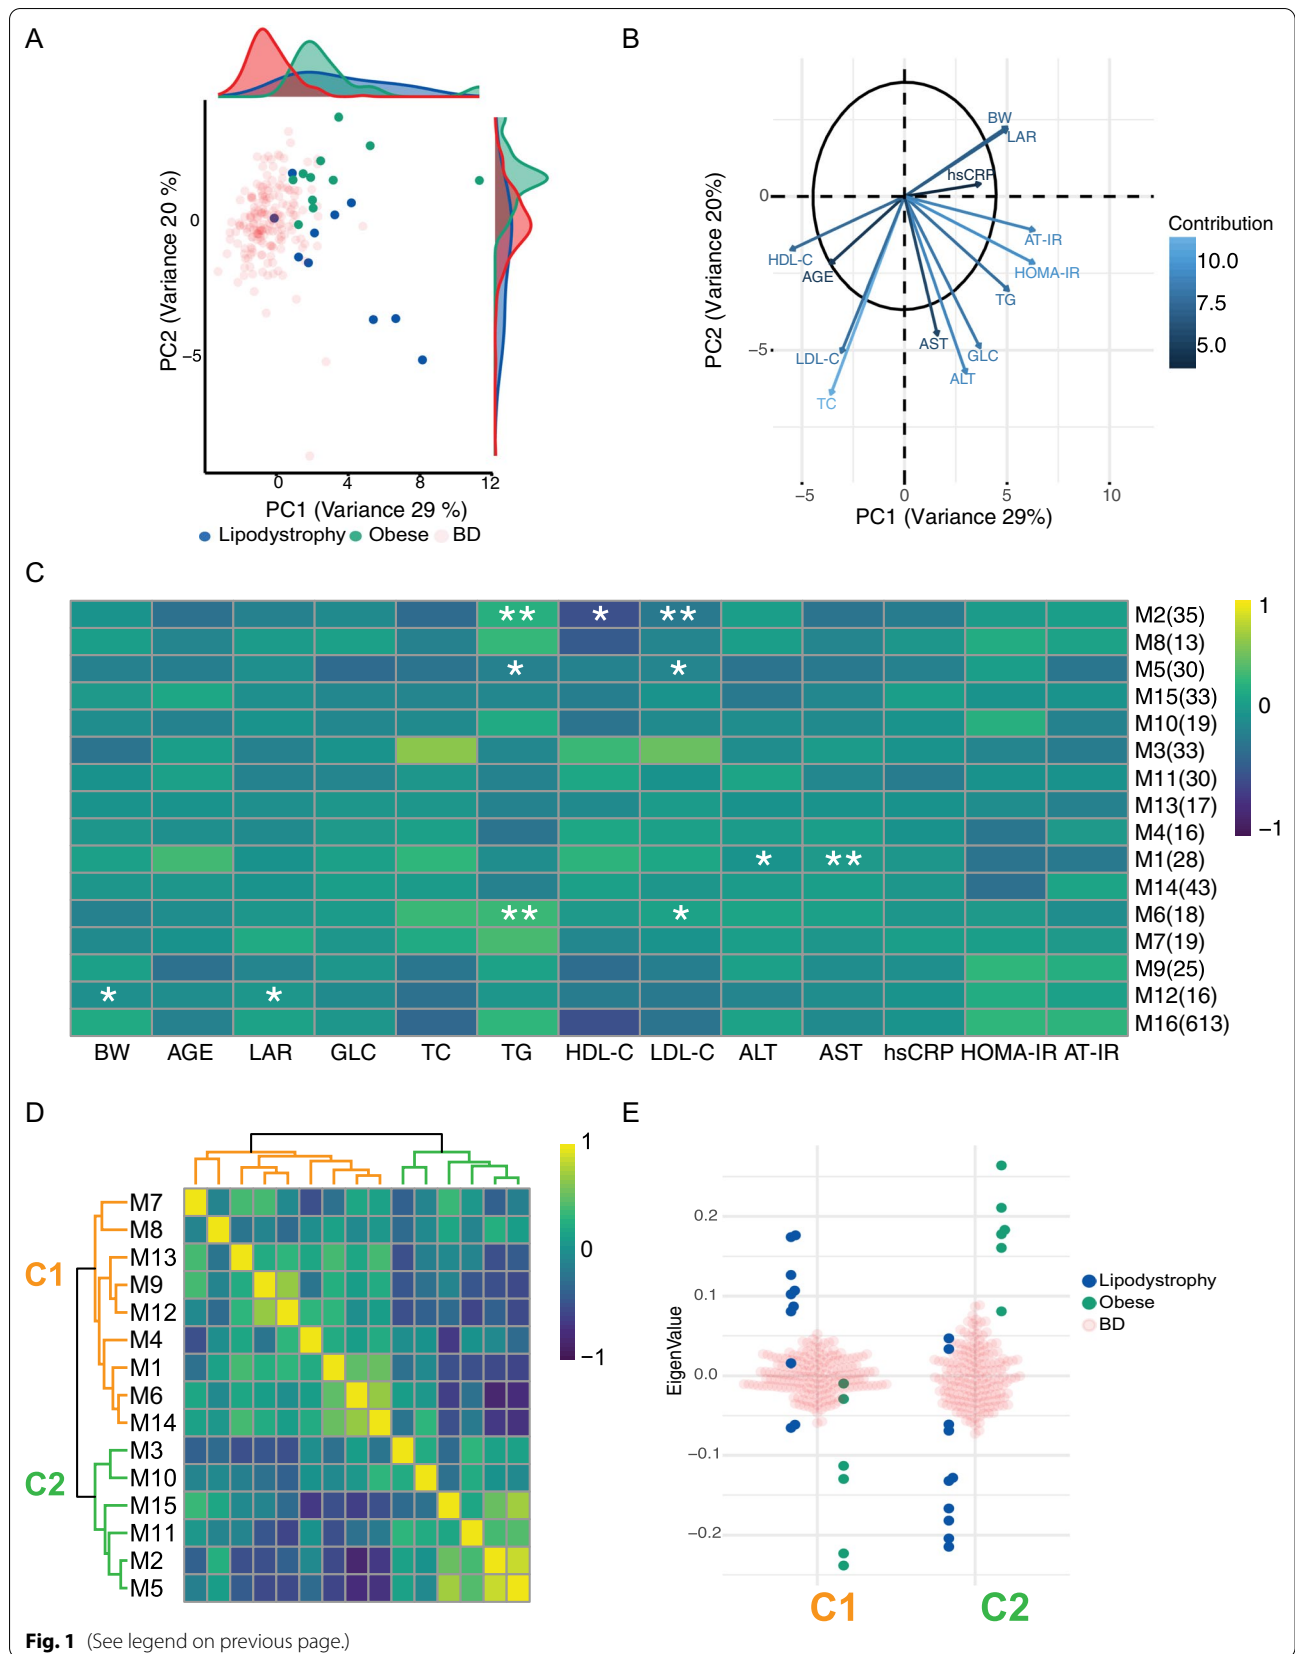 A
PC2 (Variance 20 %)
0
−5
0
4
8
12
PC1 (Variance 29 %)
Lipodystrophy
Obese
BD
B
PC2 (Variance 20%)
0
−5
BW
LAR
hsCRP
AT-IR
HOMA-IR
TG
HDL-C
AGE
AST
GLC
ALT
LDL-C
TC
−5
0
5
10
PC1 (Variance 29%)
Contribution
10.0
7.5
5.0
C
** * ** M2(35)
M8(13)
* * M5(30)
M15(33)
M10(19)
M3(33)
M11(30)
M13(17)
M4(16)
* ** M1(28)
M14(43)
** * M6(18)
M7(19)
M9(25)
* * M12(16)
M16(613)
BW AGE LAR GLC TC TG HDL-C LDL-C ALT AST hsCRP HOMA-IR AT-IR
1
0
−1
D
C1
C2
M7
M8
M13
M9
M12
M4
M1
M6
M14
M3
M10
M15
M11
M2
M5
1
0
−1
E
EigenValue
0.2
0.1
0.0
−0.1
−0.2
C1
C2
Lipodystrophy
Obese
BD
Fig. 1 (See legend on previous page.)